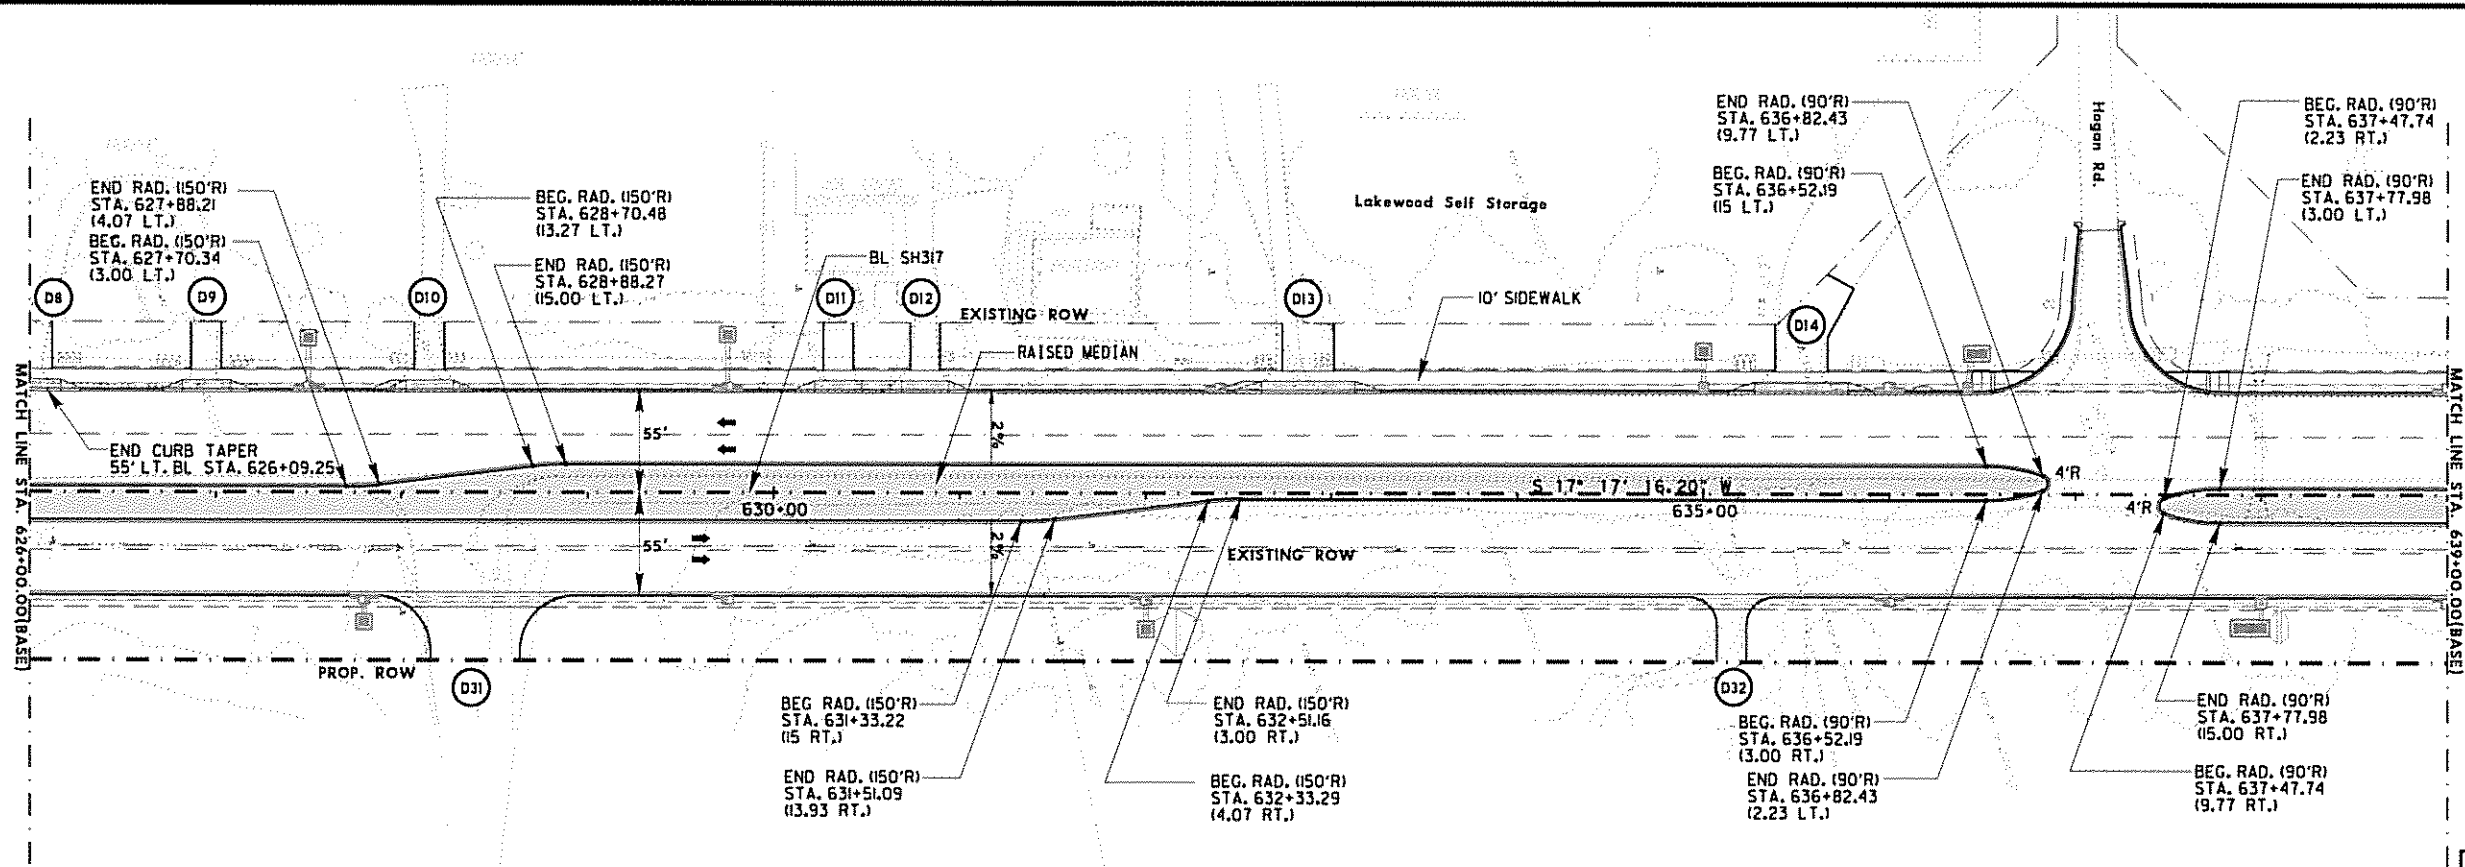 END RAD. (150'R)
STA. 627+88.21
(4.07 LT.)
BEG. RAD. (150'R)
STA. 627+70.34
(3.00 LT.)
BEG. RAD. (150'R)
STA. 628+70.48
(13.27 LT.)
END RAD. (150'R)
STA. 628+88.27
(15.00 LT.)
BL SH317
Lakewood Self Storage
END RAD. (90'R)
STA. 636+82.43
(9.77 LT.)
BEG. RAD. (90'R)
STA. 636+52.19
(15 LT.)
Hogan Rd.
BEG. RAD. (90'R)
STA. 637+47.74
(2.23 RT.)
END RAD. (90'R)
STA. 637+77.98
(3.00 LT.)
D8
D9
D10
D11
D12
D13
D14
EXISTING ROW
RAISED MEDIAN
10' SIDEWALK
MATCH LINE STA. 626+00.00(BASE)
END CURB TAPER
55' LT. BL STA. 626+09.25
55'
2%
630+00
S 17° 17' 16.20" W
635+00
4'R
4'R
55'
2%
EXISTING ROW
MATCH LINE STA. 639+00.00(BASE)
PROP. ROW
D31
D32
BEG RAD. (150'R)
STA. 631+33.22
(15 RT.)
END RAD. (150'R)
STA. 631+51.09
(13.93 RT.)
END RAD. (150'R)
STA. 632+51.16
(3.00 RT.)
BEG. RAD. (150'R)
STA. 632+33.29
(4.07 RT.)
BEG. RAD. (90'R)
STA. 636+52.19
(3.00 RT.)
END RAD. (90'R)
STA. 636+82.43
(2.23 LT.)
END RAD. (90'R)
STA. 637+77.98
(15.00 RT.)
BEG. RAD. (90'R)
STA. 637+47.74
(9.77 RT.)